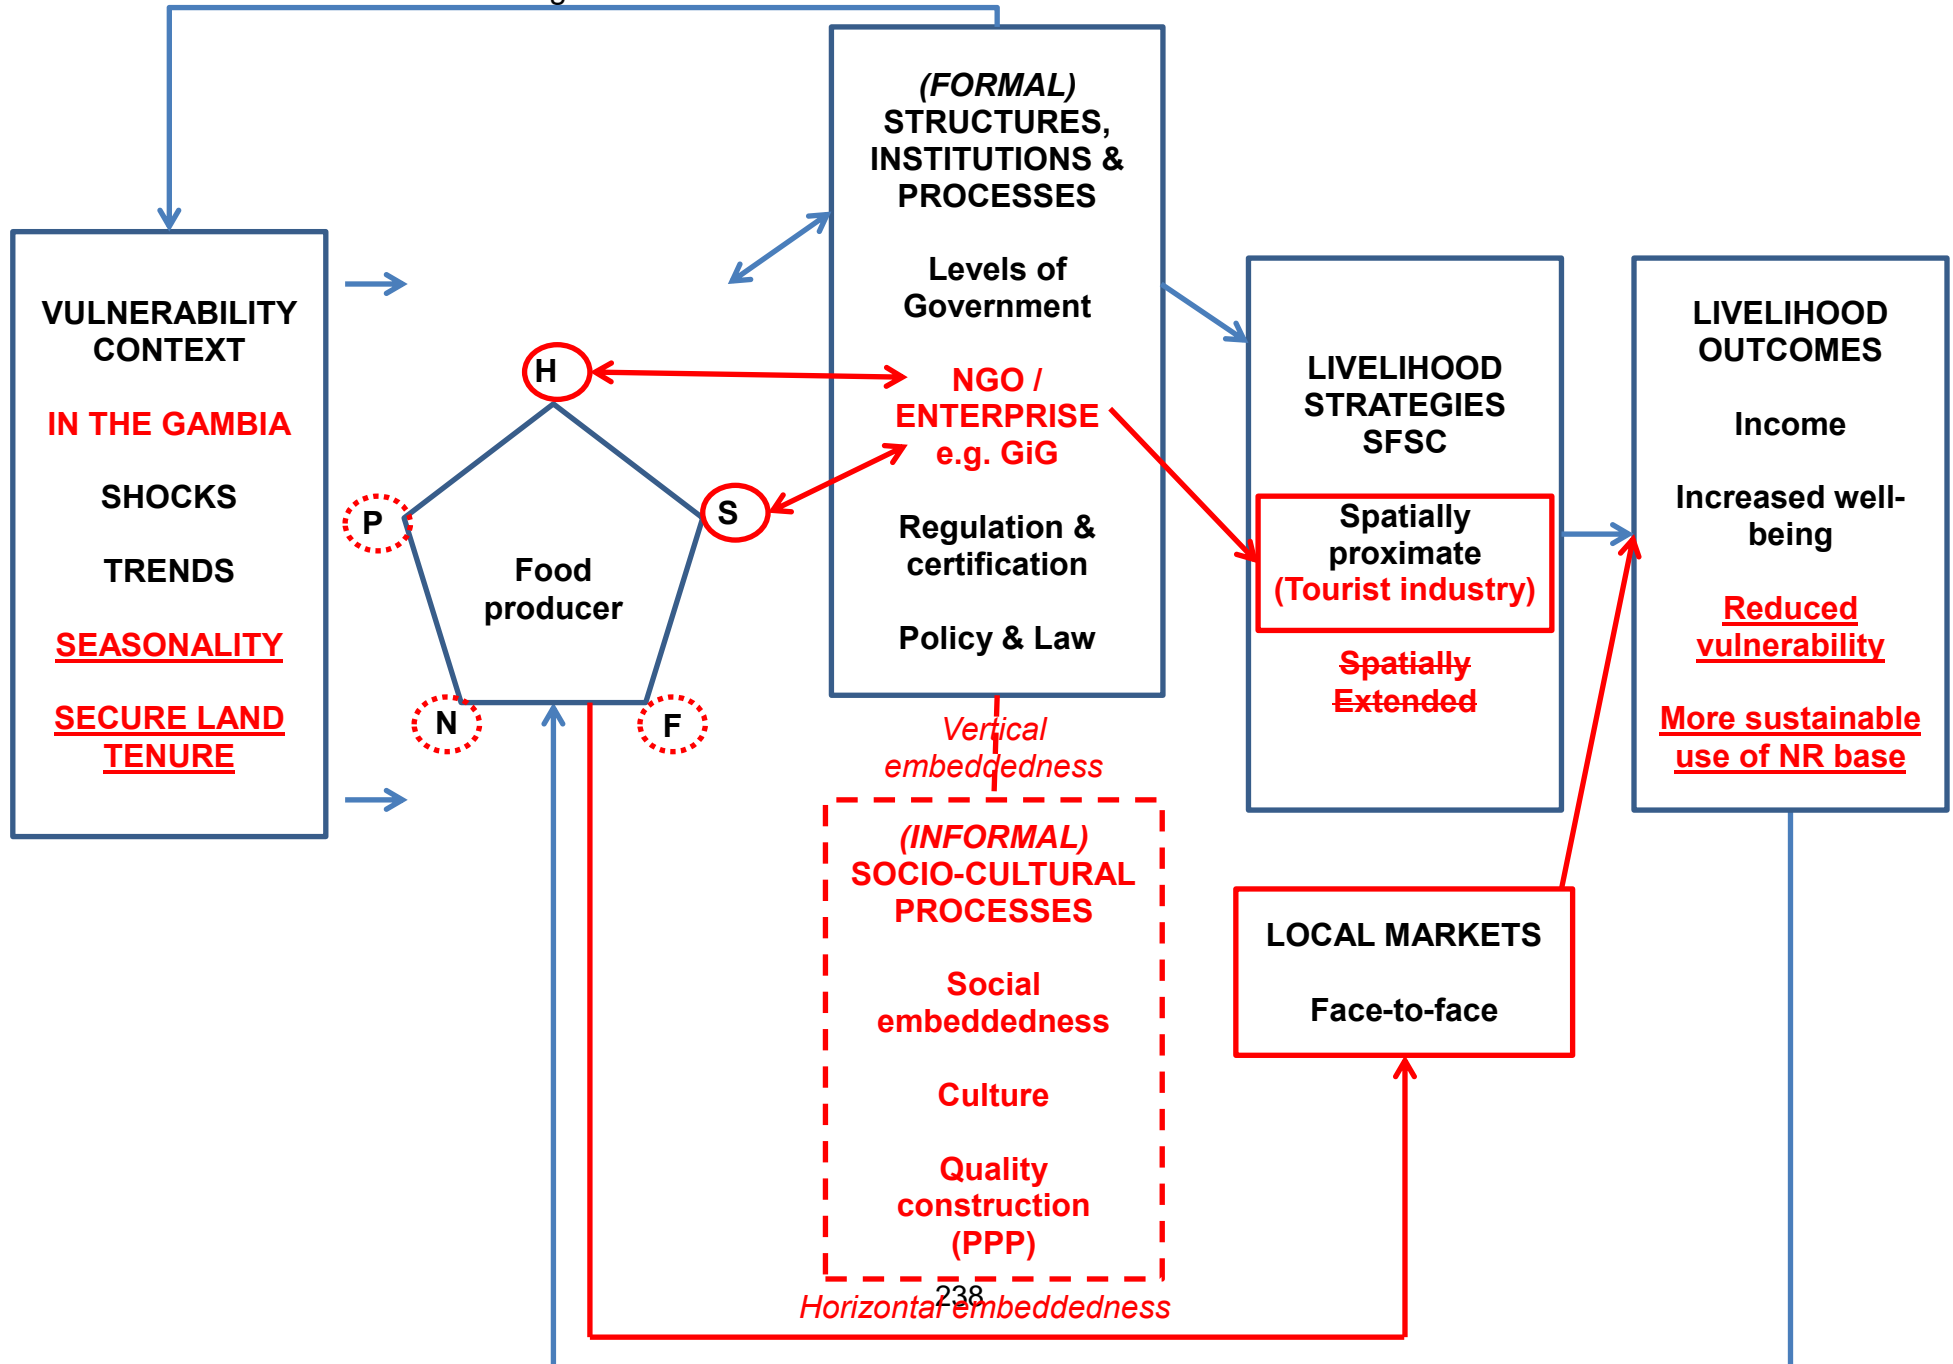 (FORMAL)
STRUCTURES,
INSTITUTIONS &
PROCESSES
Levels of
Government
NGO /
ENTERPRISE
e.g. GiG
Regulation &
certification
Policy & Law
VULNERABILITY
CONTEXT
IN THE GAMBIA
SHOCKS
TRENDS
SEASONALITY
SECURE LAND
TENURE
H
P
S
N
F
Food
producer
LIVELIHOOD
STRATEGIES
SFSC
Spatially
proximate
(Tourist industry)
Spatially
Extended
LIVELIHOOD
OUTCOMES
Income
Increased well-
being
Reduced
vulnerability
More sustainable
use of NR base
Vertical
embeddedness
(INFORMAL)
SOCIO-CULTURAL
PROCESSES
Social
embeddedness
Culture
Quality
construction
(PPP)
LOCAL MARKETS
Face-to-face
238
Horizontal embeddedness